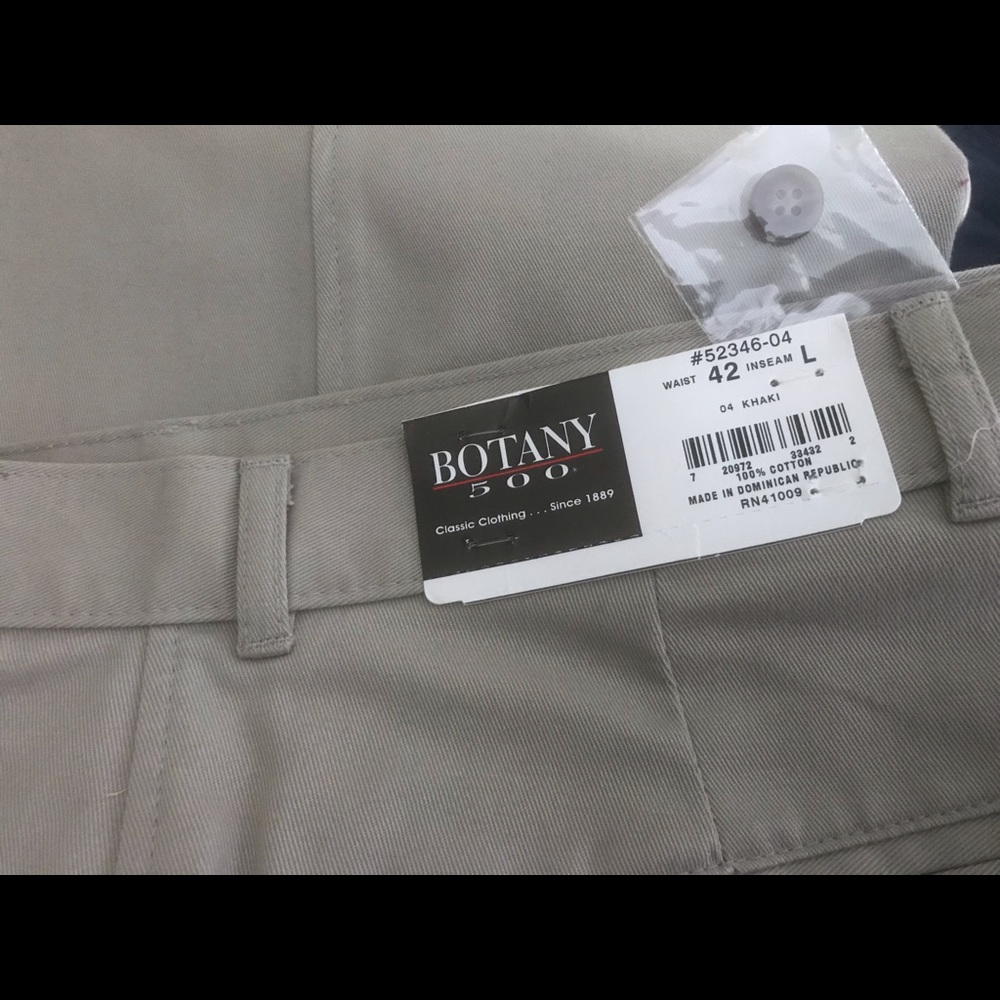 BOTANY
500
Classic Clothing . . . Since 1889
#52346-04
WAIST 42 INSEAM L
04 KHAKI
7 20972 33432 2
100% COTTON
MADE IN DOMINICAN REPUBLIC
RN41009